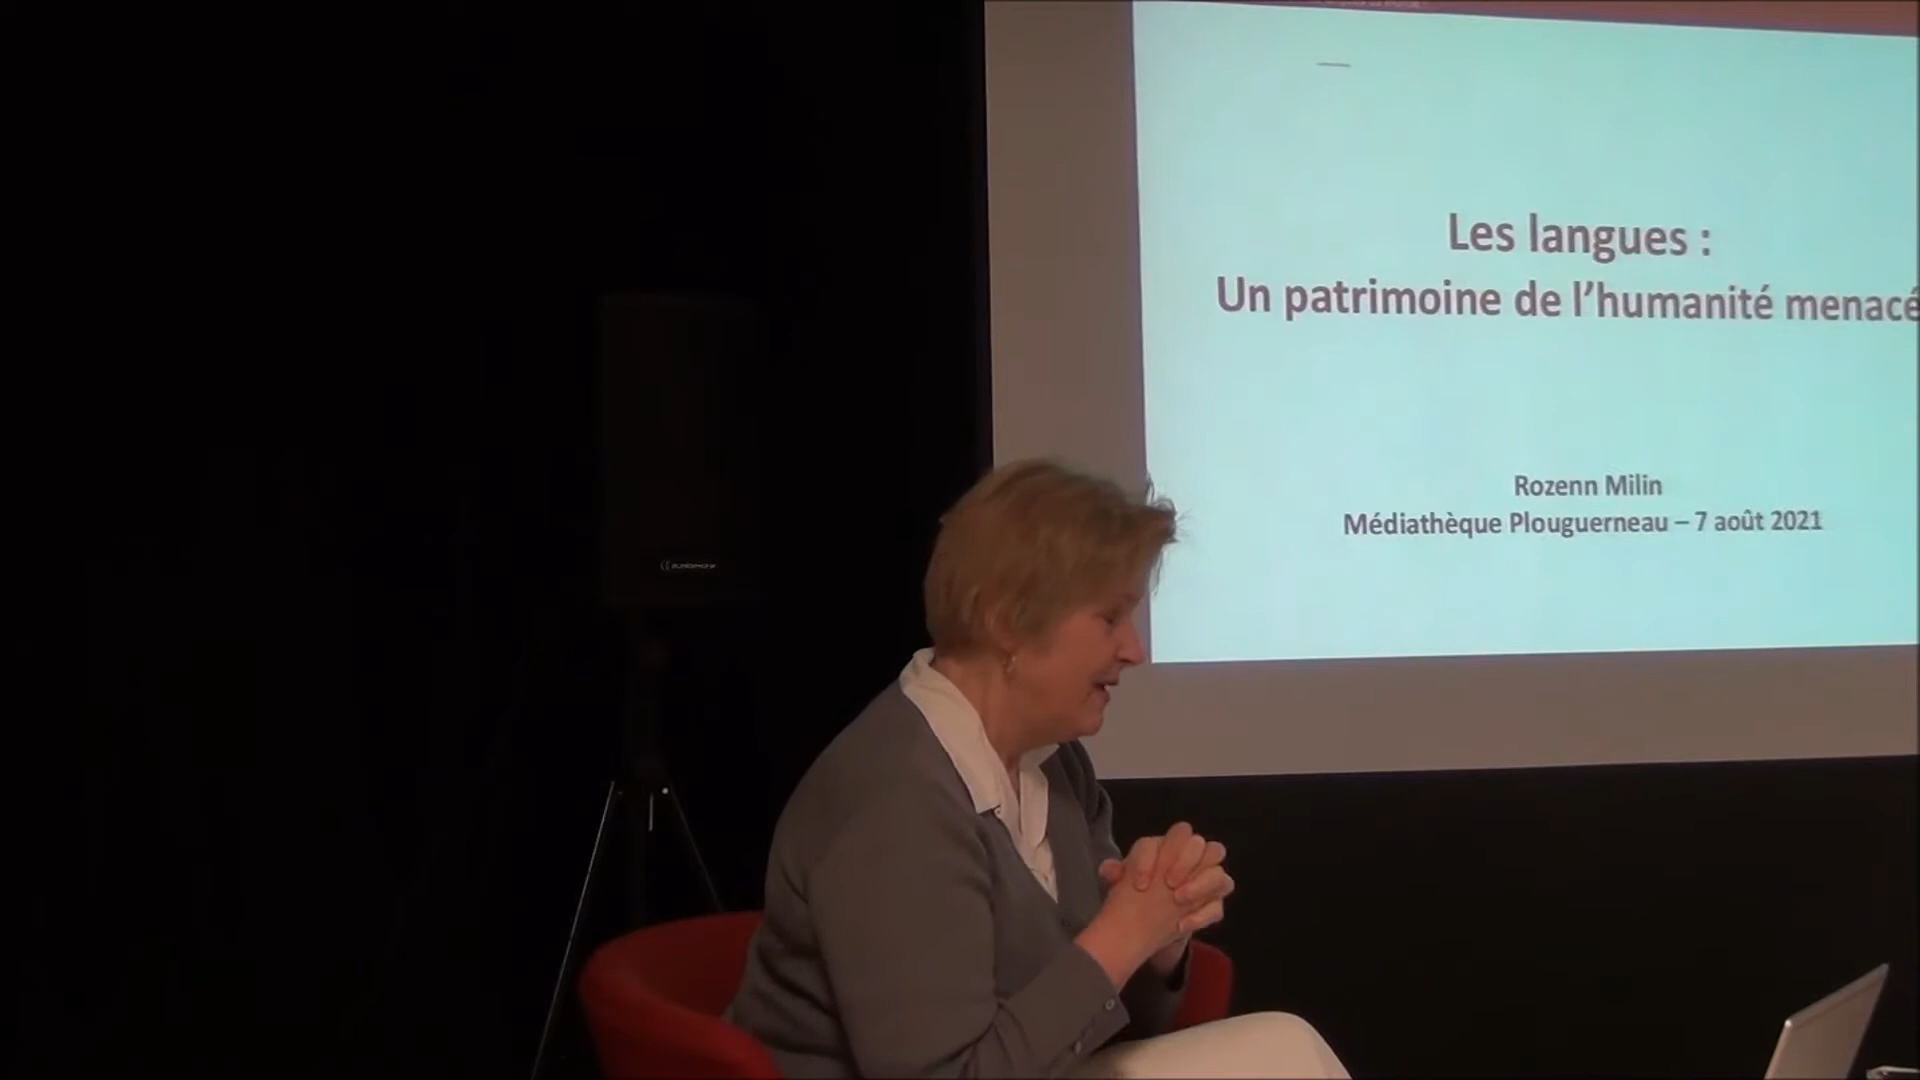 Les langues :
Un patrimoine de l'humanité menacé
Rozenn Milin
Médiathèque Plouguerneau – 7 août 2021